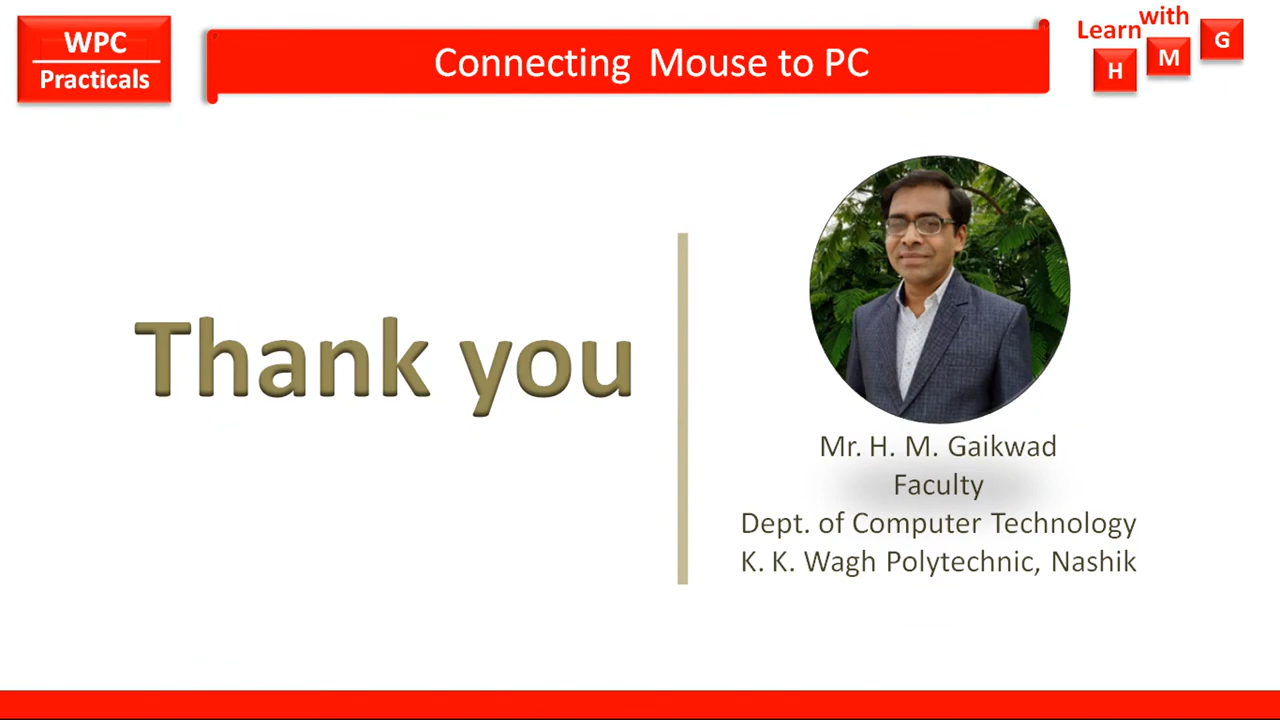 WPC
Practicals
Connecting Mouse to PC
Learn with
H M G
Thank you
Mr. H. M. Gaikwad
Faculty
Dept. of Computer Technology
K. K. Wagh Polytechnic, Nashik